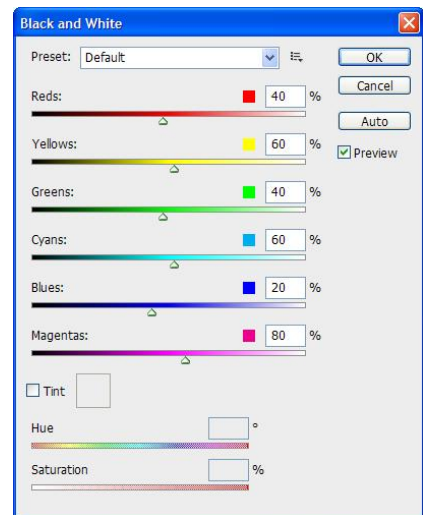 Black and White
Preset: Default
OK
Cancel
Auto
Preview
Reds: 40 %
Yellows: 60 %
Greens: 40 %
Cyans: 60 %
Blues: 20 %
Magentas: 80 %
Tint
Hue °
Saturation %